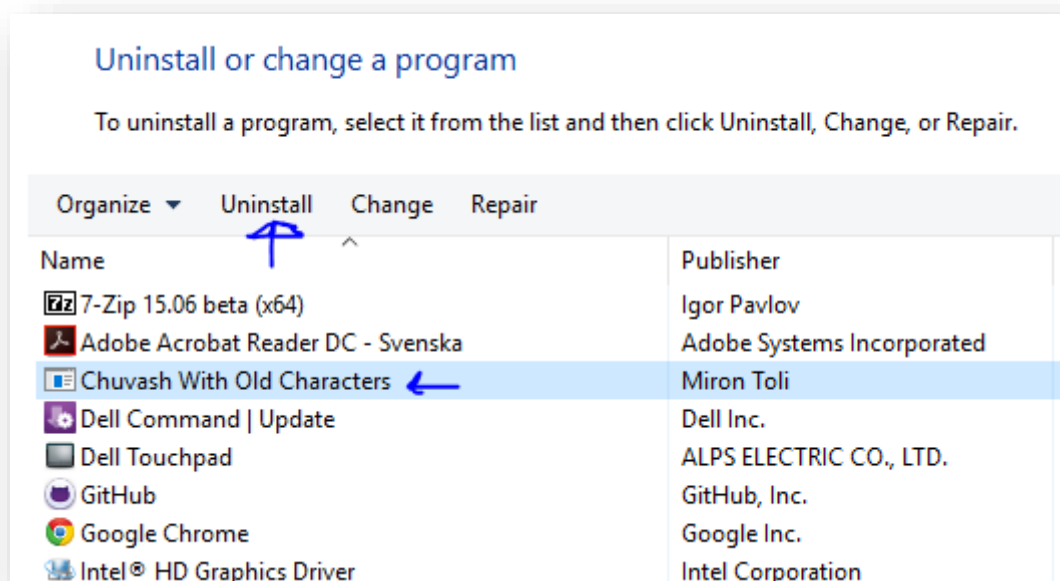 Uninstall or change a program
To uninstall a program, select it from the list and then click Uninstall, Change, or Repair.
Organize Uninstall Change Repair
Name Publisher
7z 7-Zip 15.06 beta (x64) Igor Pavlov
Adobe Acrobat Reader DC - Svenska Adobe Systems Incorporated
Chuvash With Old Characters Miron Toli
Dell Command | Update Dell Inc.
Dell Touchpad ALPS ELECTRIC CO., LTD.
GitHub GitHub, Inc.
Google Chrome Google Inc.
Intel® HD Graphics Driver Intel Corporation